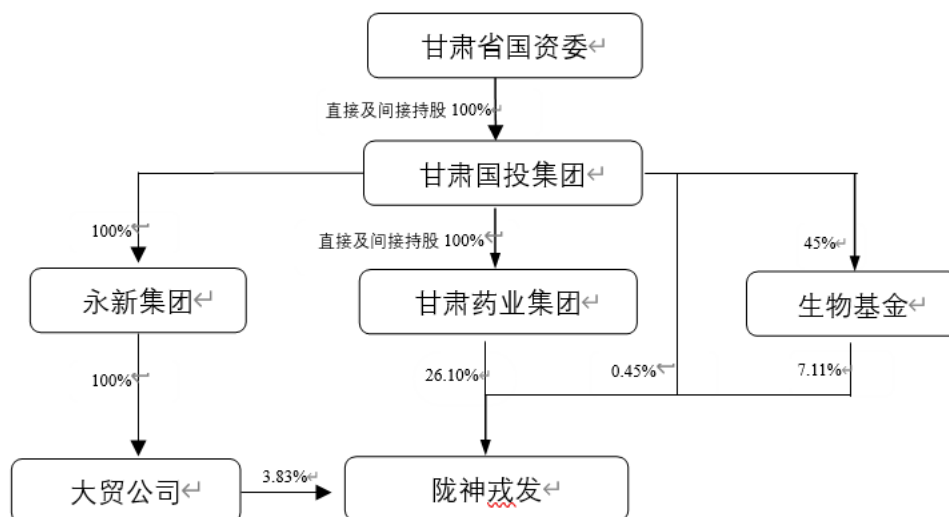 甘肃省国资委
直接及间接持股 100%
甘肃国投集团
100%
直接及间接持股 100%
45%
永新集团
甘肃药业集团
生物基金
100%
26.10%
0.45%
7.11%
大贸公司
3.83%
陇神戎发